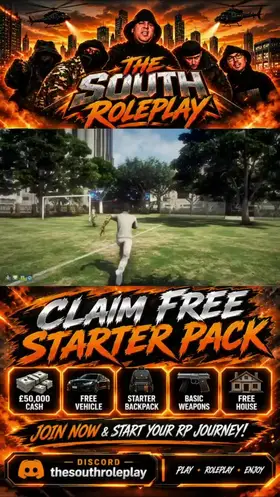 THE
SOUTH
ROLEPLAY
CLAIM FREE
STARTER PACK
£50,000
CASH
FREE
VEHICLE
STARTER
BACKPACK
BASIC
WEAPONS
FREE
HOUSE
JOIN NOW & START YOUR RP JOURNEY!
DISCORD
thesouthroleplay
PLAY • ROLEPLAY • ENJOY